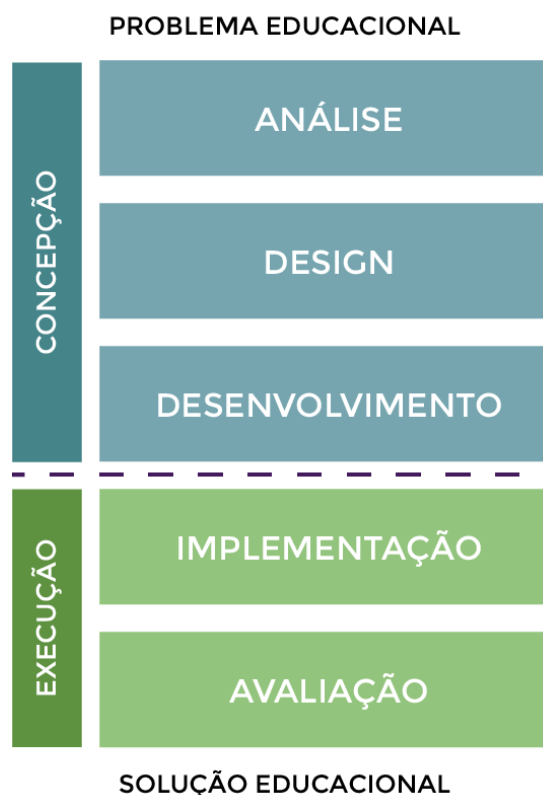 PROBLEMA EDUCACIONAL
CONCEPÇÃO
ANÁLISE
DESIGN
DESENVOLVIMENTO
EXECUÇÃO
IMPLEMENTAÇÃO
AVALIAÇÃO
SOLUÇÃO EDUCACIONAL